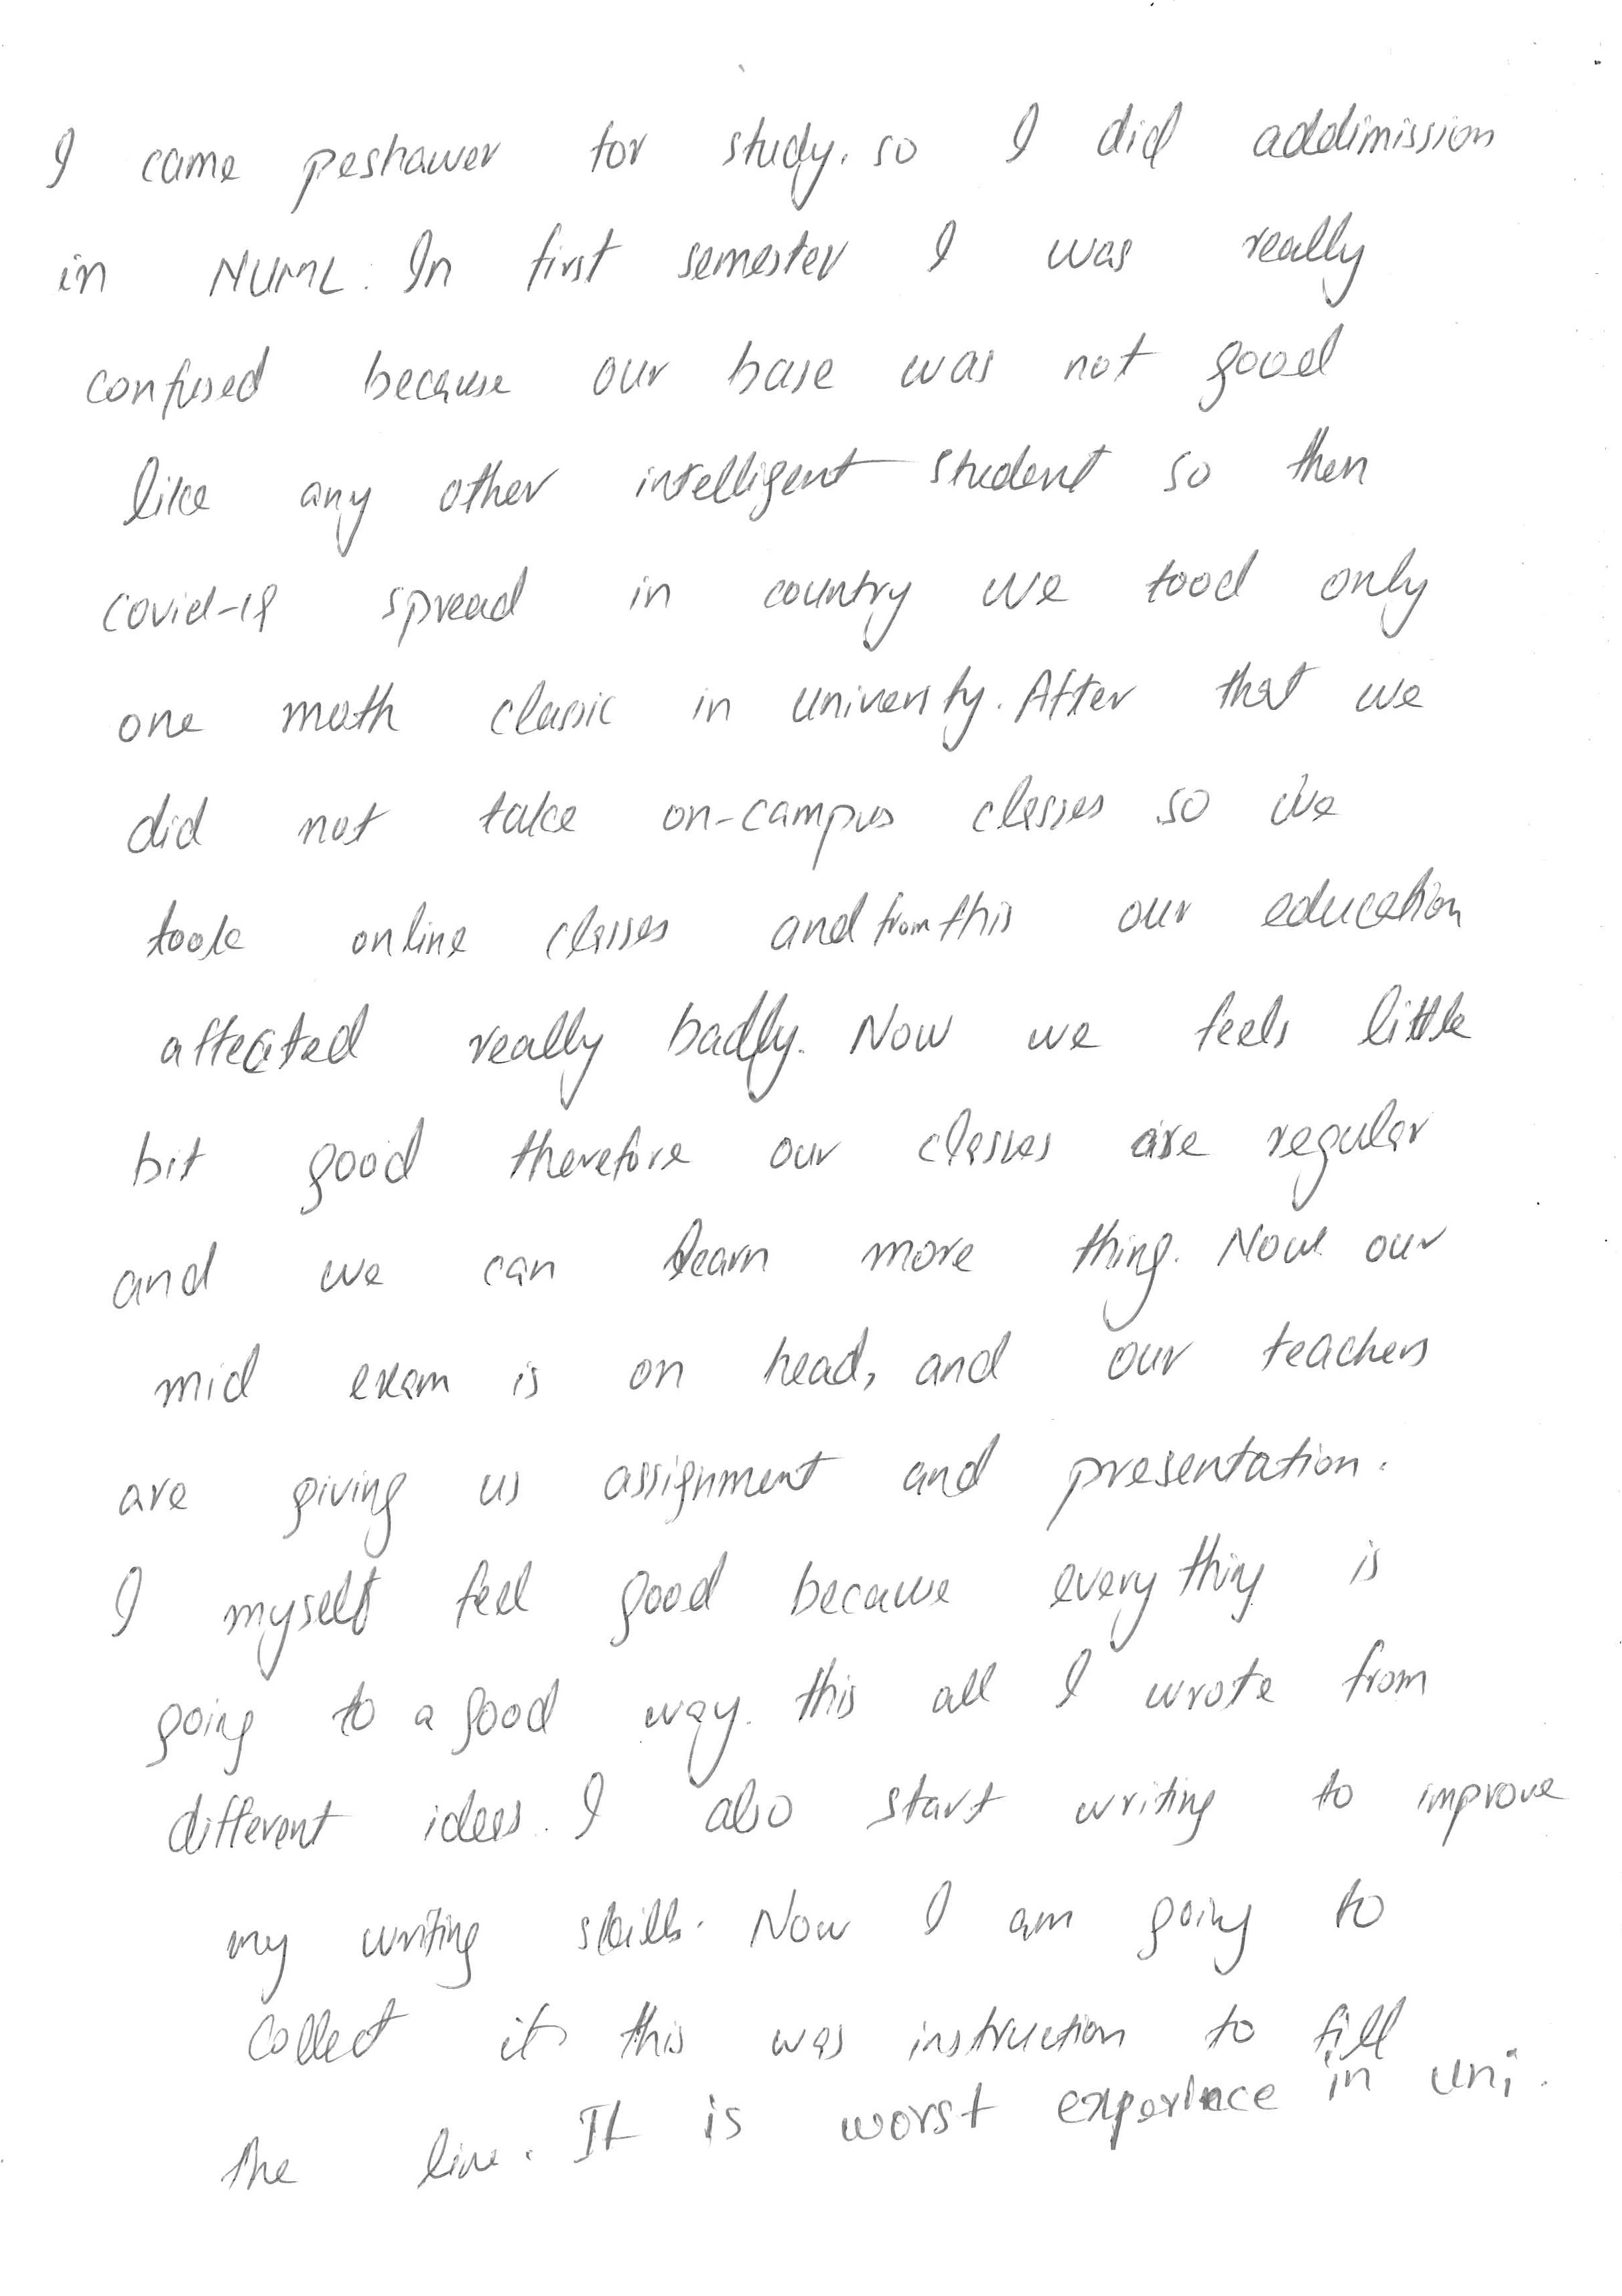 I came peshawer for study. so I did addimission
in NUML. In first semester I was really
confused because our base was not good
like any other intelligent student so then
covid-19 spread in country we tood only
one moth classic in university. After that we
did not take on-campus classes so we
took online classes and from this our education
affected really badly. Now we feels little
bit good therefore our classes are regular
and we can learn more thing. Now our
mid exam is on head, and our teachers
are giving us assignment and presentation.
I myself feel good because every thing is
going to a good way. this all I wrote from
different idees. I also start writing to improve
my writing skills. Now I am going to
collect it this was instruction to fill
the line. It is worst experince in uni.